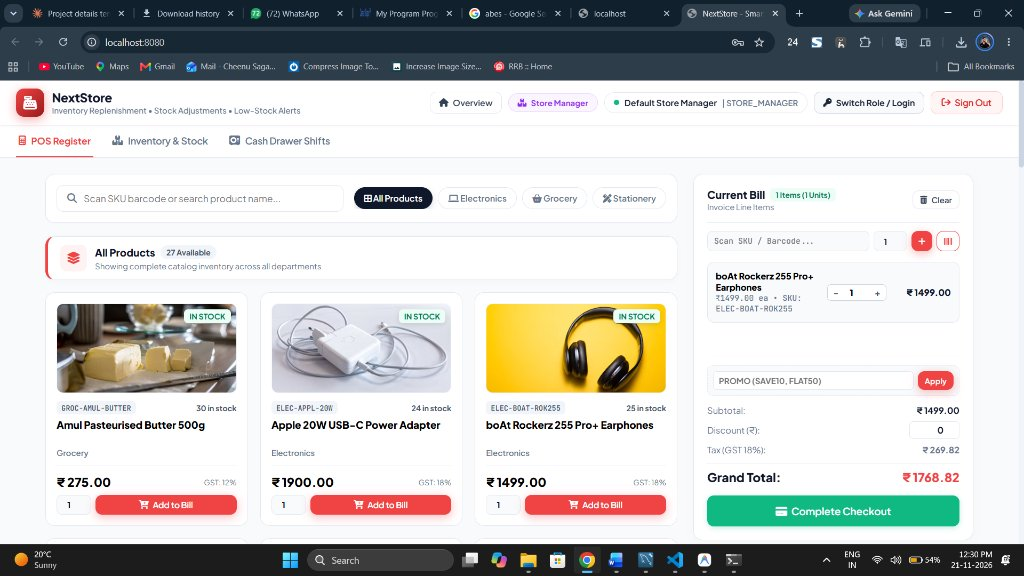 Project details ter
Download history
(72) WhatsApp
My Program Prog
abes - Google Se
localhost
NextStore - Smar
Ask Gemini
localhost:8080
24
YouTube
Maps
Gmail
Mail - Cheenu Saga...
Compress Image To...
Increase Image Size...
RRB :: Home
All Bookmarks
NextStore
Inventory Replenishment • Stock Adjustments • Low-Stock Alerts
Overview
Store Manager
Default Store Manager | STORE_MANAGER
Switch Role / Login
Sign Out
POS Register
Inventory & Stock
Cash Drawer Shifts
Scan SKU barcode or search product name...
All Products
Electronics
Grocery
Stationery
All Products 27 Available
Showing complete catalog inventory across all departments
IN STOCK
GROC-AMUL-BUTTER 30 in stock
Amul Pasteurised Butter 500g
Grocery
₹ 275.00 GST: 12%
1 Add to Bill
IN STOCK
ELEC-APPL-20W 24 in stock
Apple 20W USB-C Power Adapter
Electronics
₹ 1900.00 GST: 18%
1 Add to Bill
IN STOCK
ELEC-BOAT-ROK255 25 in stock
boAt Rockerz 255 Pro+ Earphones
Electronics
₹ 1499.00 GST: 18%
1 Add to Bill
Current Bill 1 Items (1 Units)
Invoice Line Items
Clear
Scan SKU / Barcode... 1 +
boAt Rockerz 255 Pro+
Earphones
₹1499.00 ea • SKU:
ELEC-BOAT-ROK255
− 1 +
₹ 1499.00
PROMO (SAVE10, FLAT50) Apply
Subtotal: ₹ 1499.00
Discount (₹): 0
Tax (GST 18%): ₹ 269.82
Grand Total: ₹ 1768.82
Complete Checkout
20°C
Sunny
Search
ENG
IN
54%
12:30 PM
21-11-2026